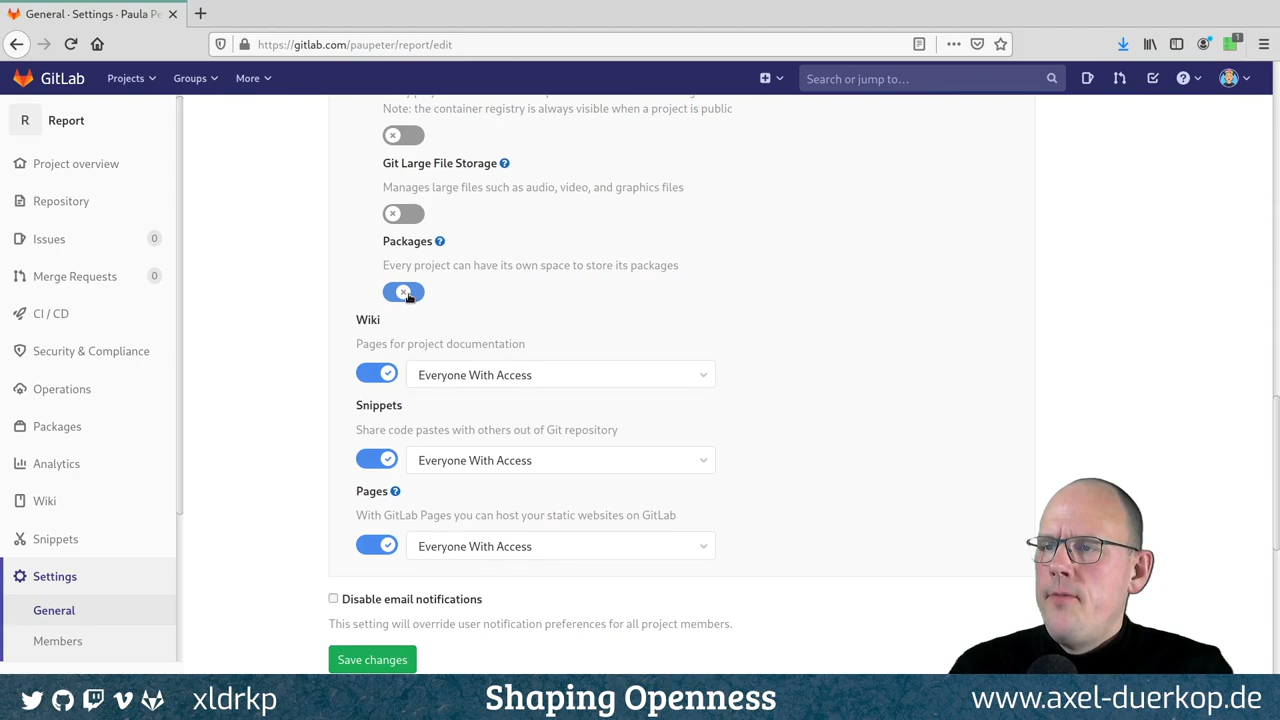 General · Settings · Paula Pe
https://gitlab.com/paupeter/report/edit
1
GitLab
Projects
Groups
More
Search or jump to…
R
Report
Note: the container registry is always visible when a project is public
Project overview
Git Large File Storage
Manages large files such as audio, video, and graphics files
Repository
Issues
0
Packages
Every project can have its own space to store its packages
Merge Requests
0
CI / CD
Wiki
Pages for project documentation
Everyone With Access
Security & Compliance
Operations
Snippets
Share code pastes with others out of Git repository
Everyone With Access
Packages
Analytics
Pages
With GitLab Pages you can host your static websites on GitLab
Everyone With Access
Wiki
Snippets
Settings
General
Members
Disable email notifications
This setting will override user notification preferences for all project members.
Save changes
xldrkp
Shaping Openness
www.axel-duerkop.de